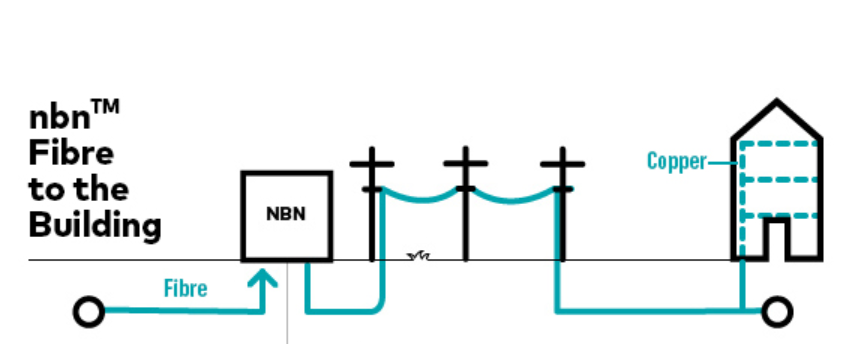 nbn™
Fibre
to the
Building
NBN
Copper
Fibre